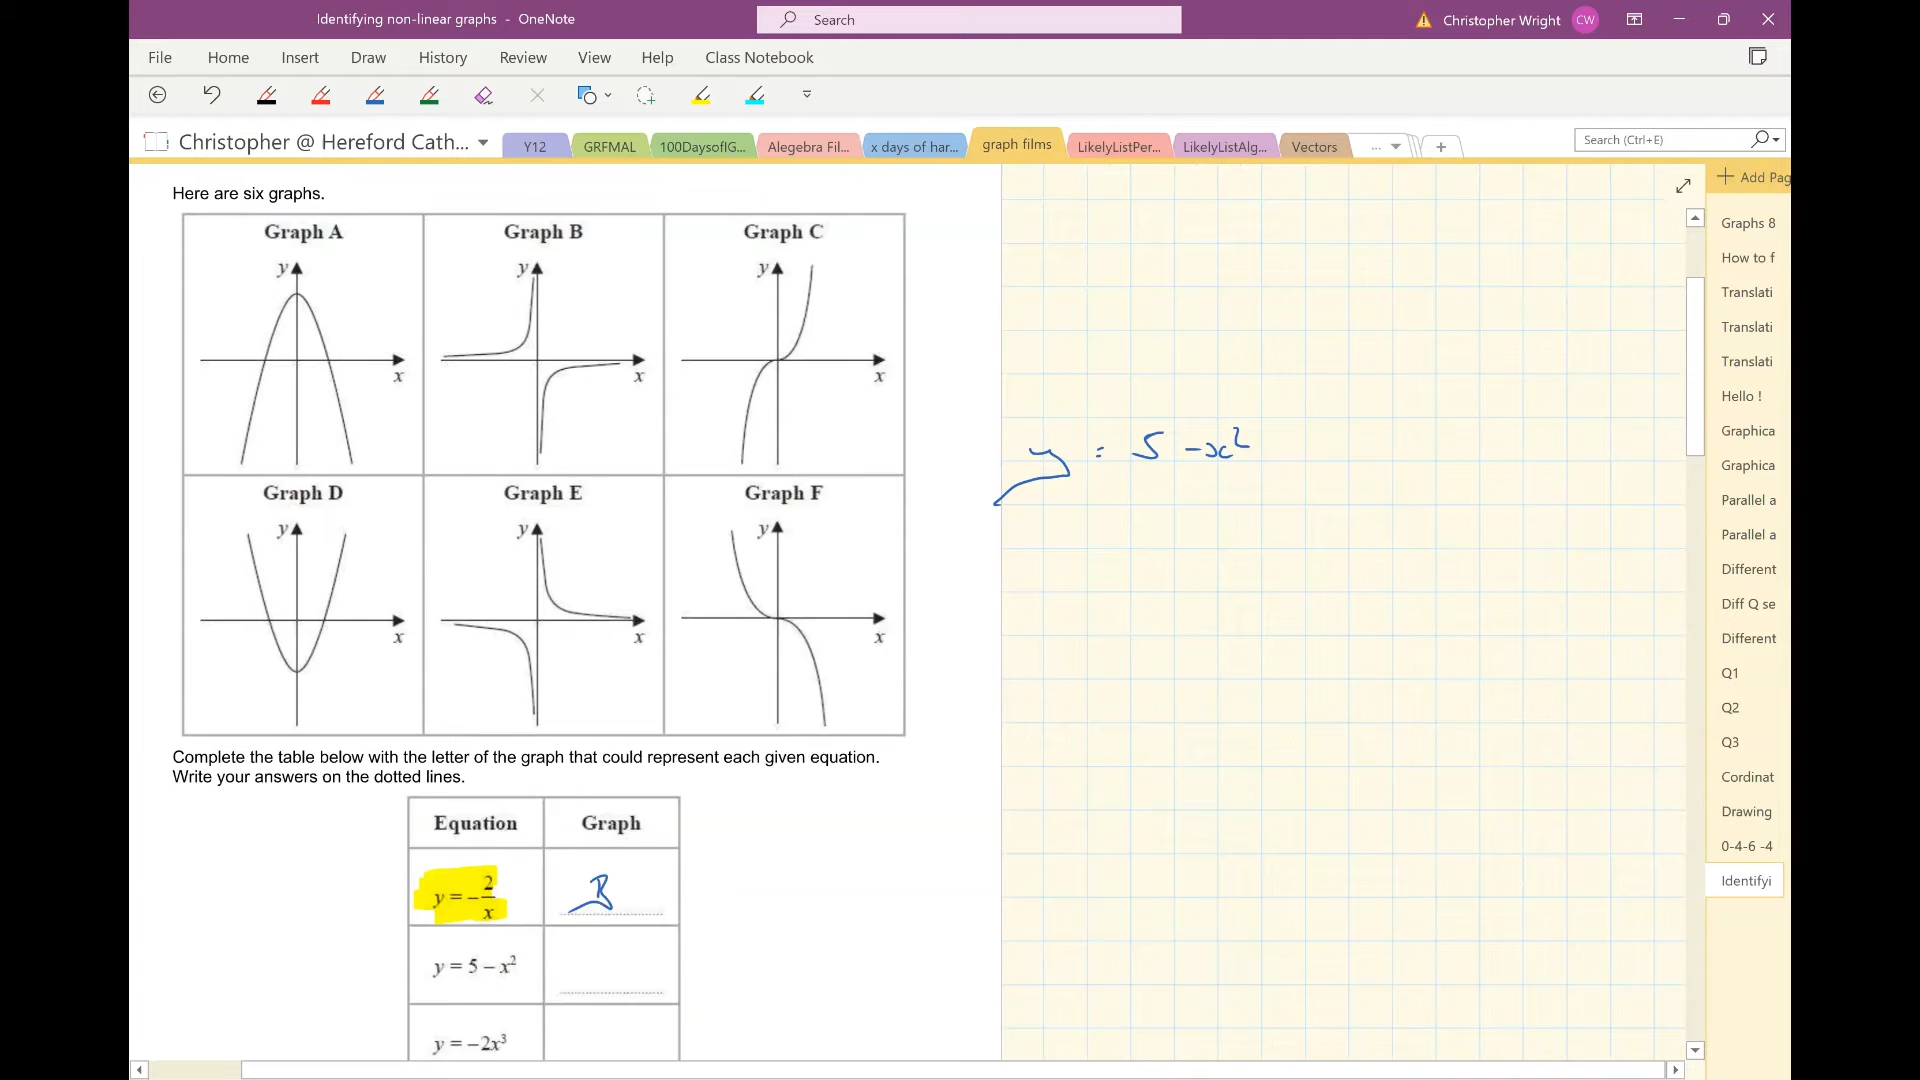 Identifying non-linear graphs - OneNote
Search
Christopher Wright CW
File Home Insert Draw History Review View Help Class Notebook
Christopher @ Hereford Cath...
Y12 GRFMAL 100DaysofIG... Alegebra Fil... x days of har... graph films LikelyListPer... LikelyListAlg... Vectors ... +
Search (Ctrl+E)
Add Pag
Graphs 8
How to f
Translati
Translati
Translati
Hello !
Graphica
Graphica
Parallel a
Parallel a
Different
Diff Q se
Different
Q1
Q2
Q3
Cordinat
Drawing
0-4-6 -4
Identifyi
Here are six graphs.
Graph A Graph B Graph C
y y y
x x x
Graph D Graph E Graph F
y y y
x x x
y = 5 - x²
Complete the table below with the letter of the graph that could represent each given equation.
Write your answers on the dotted lines.
Equation Graph
y = -2/x B
y = 5 – x²
y = –2x³